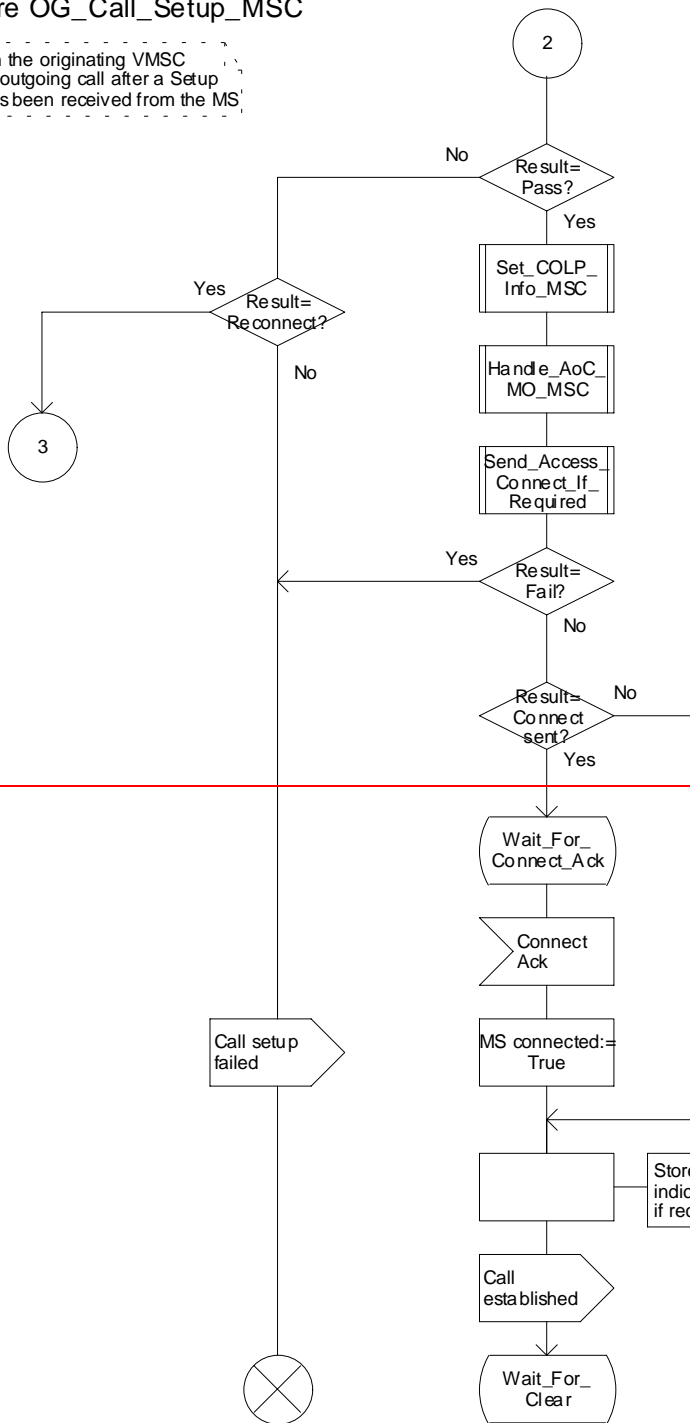 re OG_Call_Setup_MSC
the originating VMSC
outgoing call after a Setup
s been received from the MS
2
No
Result=
Pass?
Yes
Set_COLP_
Info_MSC
Yes
Result=
Reconnect?
No
Handle_AoC_
MO_MSC
3
Send_Access_
Connect_If_
Required
Yes
Result=
Fail?
No
Result=
Connect
sent?
No
Yes
Wait_For_
Connect_Ack
Connect
Ack
Call setup
failed
MS connected:=
True
Store
indic
if rec
Call
established
Wait_For_
Clear